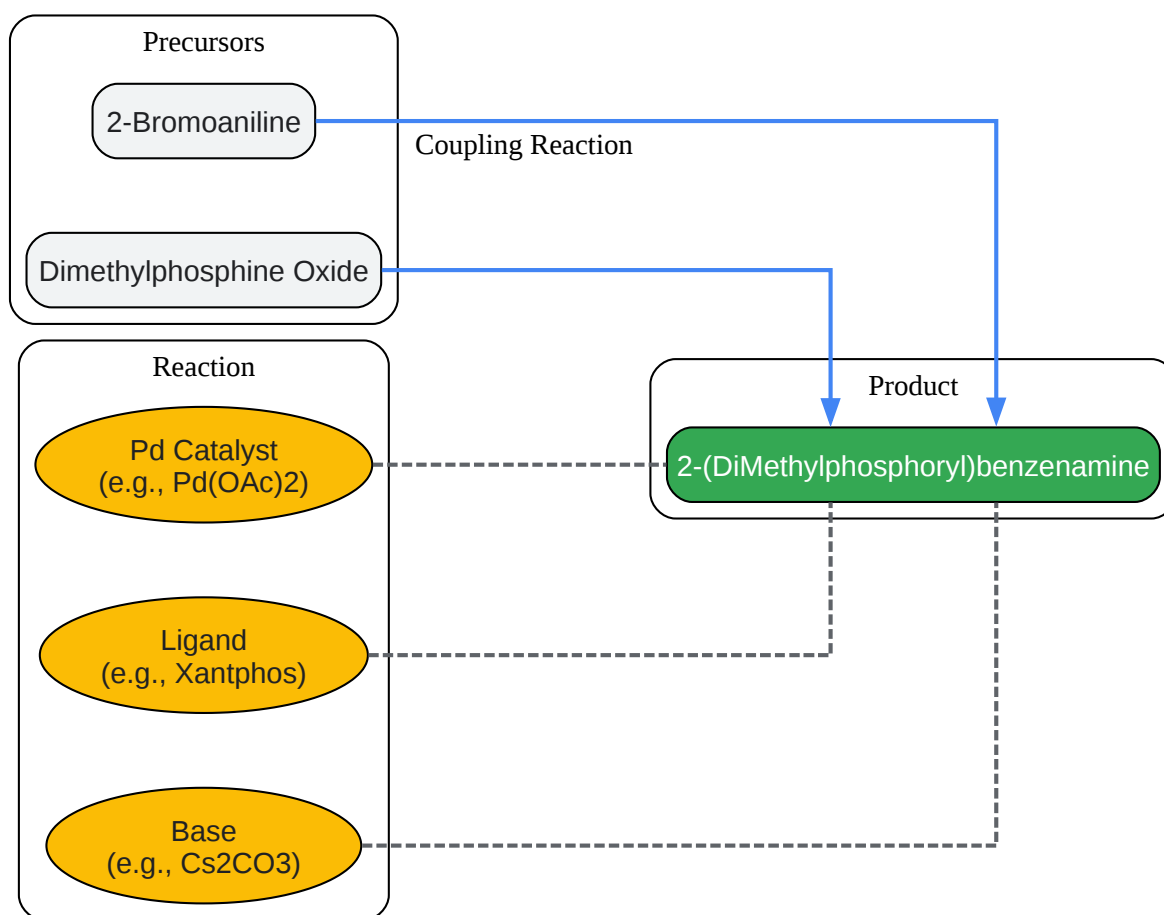 Precursors
2-Bromoaniline
Coupling Reaction
Dimethylphosphine Oxide
Reaction
Product
Pd Catalyst
(e.g., Pd(OAc)2)
2-(DiMethylphosphoryl)benzenamine
Ligand
(e.g., Xantphos)
Base
(e.g., Cs2CO3)